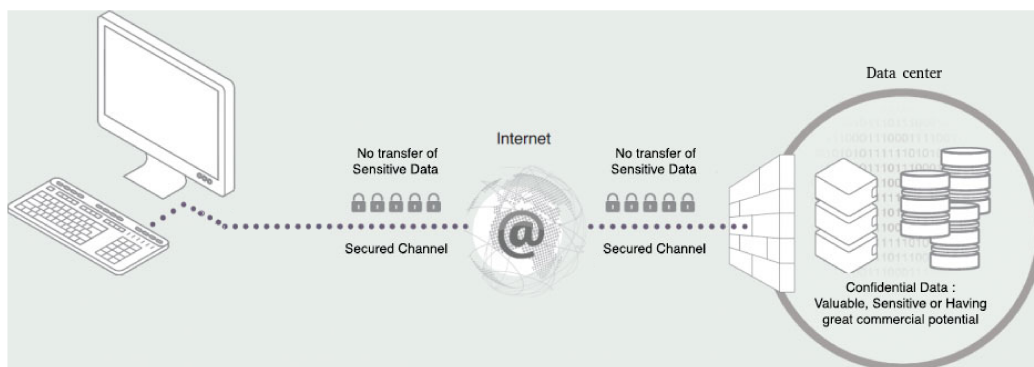 Data center
Internet
No transfer of
Sensitive Data
No transfer of
Sensitive Data
@
Secured Channel
Secured Channel
Confidential Data :
Valuable, Sensitive or Having
great commercial potential